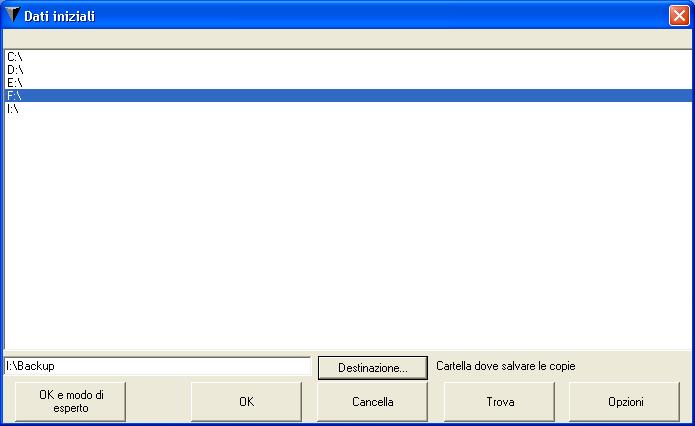 Dati iniziali
C:\
D:\
E:\
F:\
I:\
I:\Backup
Destinazione...
Cartella dove salvare le copie
OK e modo di
esperto
OK
Cancella
Trova
Opzioni